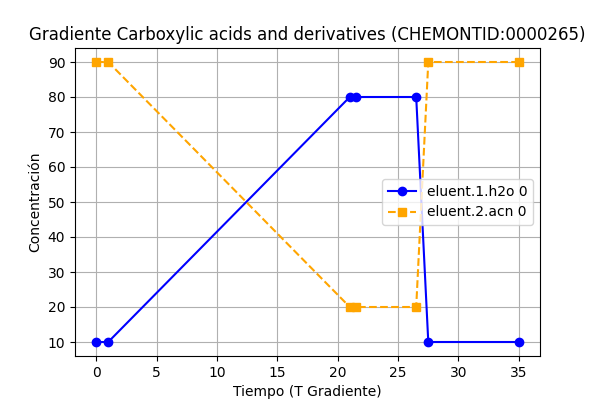 Gradiente Carboxylic acids and derivatives (CHEMONTID:0000265)
90
80
70
60
50
40
30
20
10
Concentración
eluent.1.h2o 0
eluent.2.acn 0
0 5 10 15 20 25 30 35
Tiempo (T Gradiente)